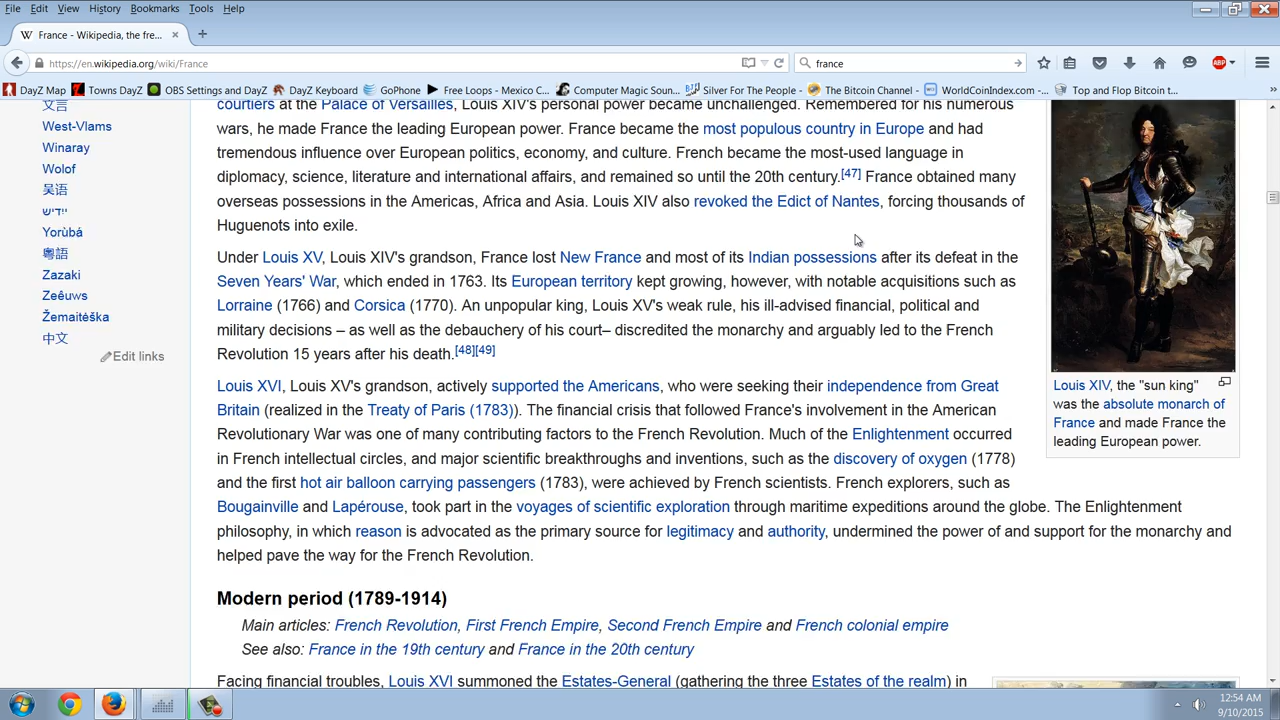 File Edit View History Bookmarks Tools Help
W France - Wikipedia, the fre...
https://en.wikipedia.org/wiki/France
france
ABP
DayZ Map Towns DayZ OBS Settings and DayZ DayZ Keyboard GoPhone Free Loops - Mexico C... Computer Magic Soun... Silver For The People - ... The Bitcoin Channel - ... WorldCoinIndex.com -... Top and Flop Bitcoin t...
文言
West-Vlams
Winaray
Wolof
吴语
ייִדיש
Yorùbá
粵語
Zazaki
Zeêuws
Žemaitėška
中文
Edit links
courtiers at the Palace of Versailles, Louis XIV's personal power became unchallenged. Remembered for his numerous
wars, he made France the leading European power. France became the most populous country in Europe and had
tremendous influence over European politics, economy, and culture. French became the most-used language in
diplomacy, science, literature and international affairs, and remained so until the 20th century.[47] France obtained many
overseas possessions in the Americas, Africa and Asia. Louis XIV also revoked the Edict of Nantes, forcing thousands of
Huguenots into exile.
Under Louis XV, Louis XIV's grandson, France lost New France and most of its Indian possessions after its defeat in the
Seven Years' War, which ended in 1763. Its European territory kept growing, however, with notable acquisitions such as
Lorraine (1766) and Corsica (1770). An unpopular king, Louis XV's weak rule, his ill-advised financial, political and
military decisions – as well as the debauchery of his court– discredited the monarchy and arguably led to the French
Revolution 15 years after his death.[48][49]
Louis XVI, Louis XV's grandson, actively supported the Americans, who were seeking their independence from Great
Britain (realized in the Treaty of Paris (1783)). The financial crisis that followed France's involvement in the American
Revolutionary War was one of many contributing factors to the French Revolution. Much of the Enlightenment occurred
in French intellectual circles, and major scientific breakthroughs and inventions, such as the discovery of oxygen (1778)
and the first hot air balloon carrying passengers (1783), were achieved by French scientists. French explorers, such as
Bougainville and Lapérouse, took part in the voyages of scientific exploration through maritime expeditions around the globe. The Enlightenment
philosophy, in which reason is advocated as the primary source for legitimacy and authority, undermined the power of and support for the monarchy and
helped pave the way for the French Revolution.
Louis XIV, the "sun king"
was the absolute monarch of
France and made France the
leading European power.
Modern period (1789-1914)
Main articles: French Revolution, First French Empire, Second French Empire and French colonial empire
See also: France in the 19th century and France in the 20th century
Facing financial troubles, Louis XVI summoned the Estates-General (gathering the three Estates of the realm) in
12:54 AM
9/10/2015